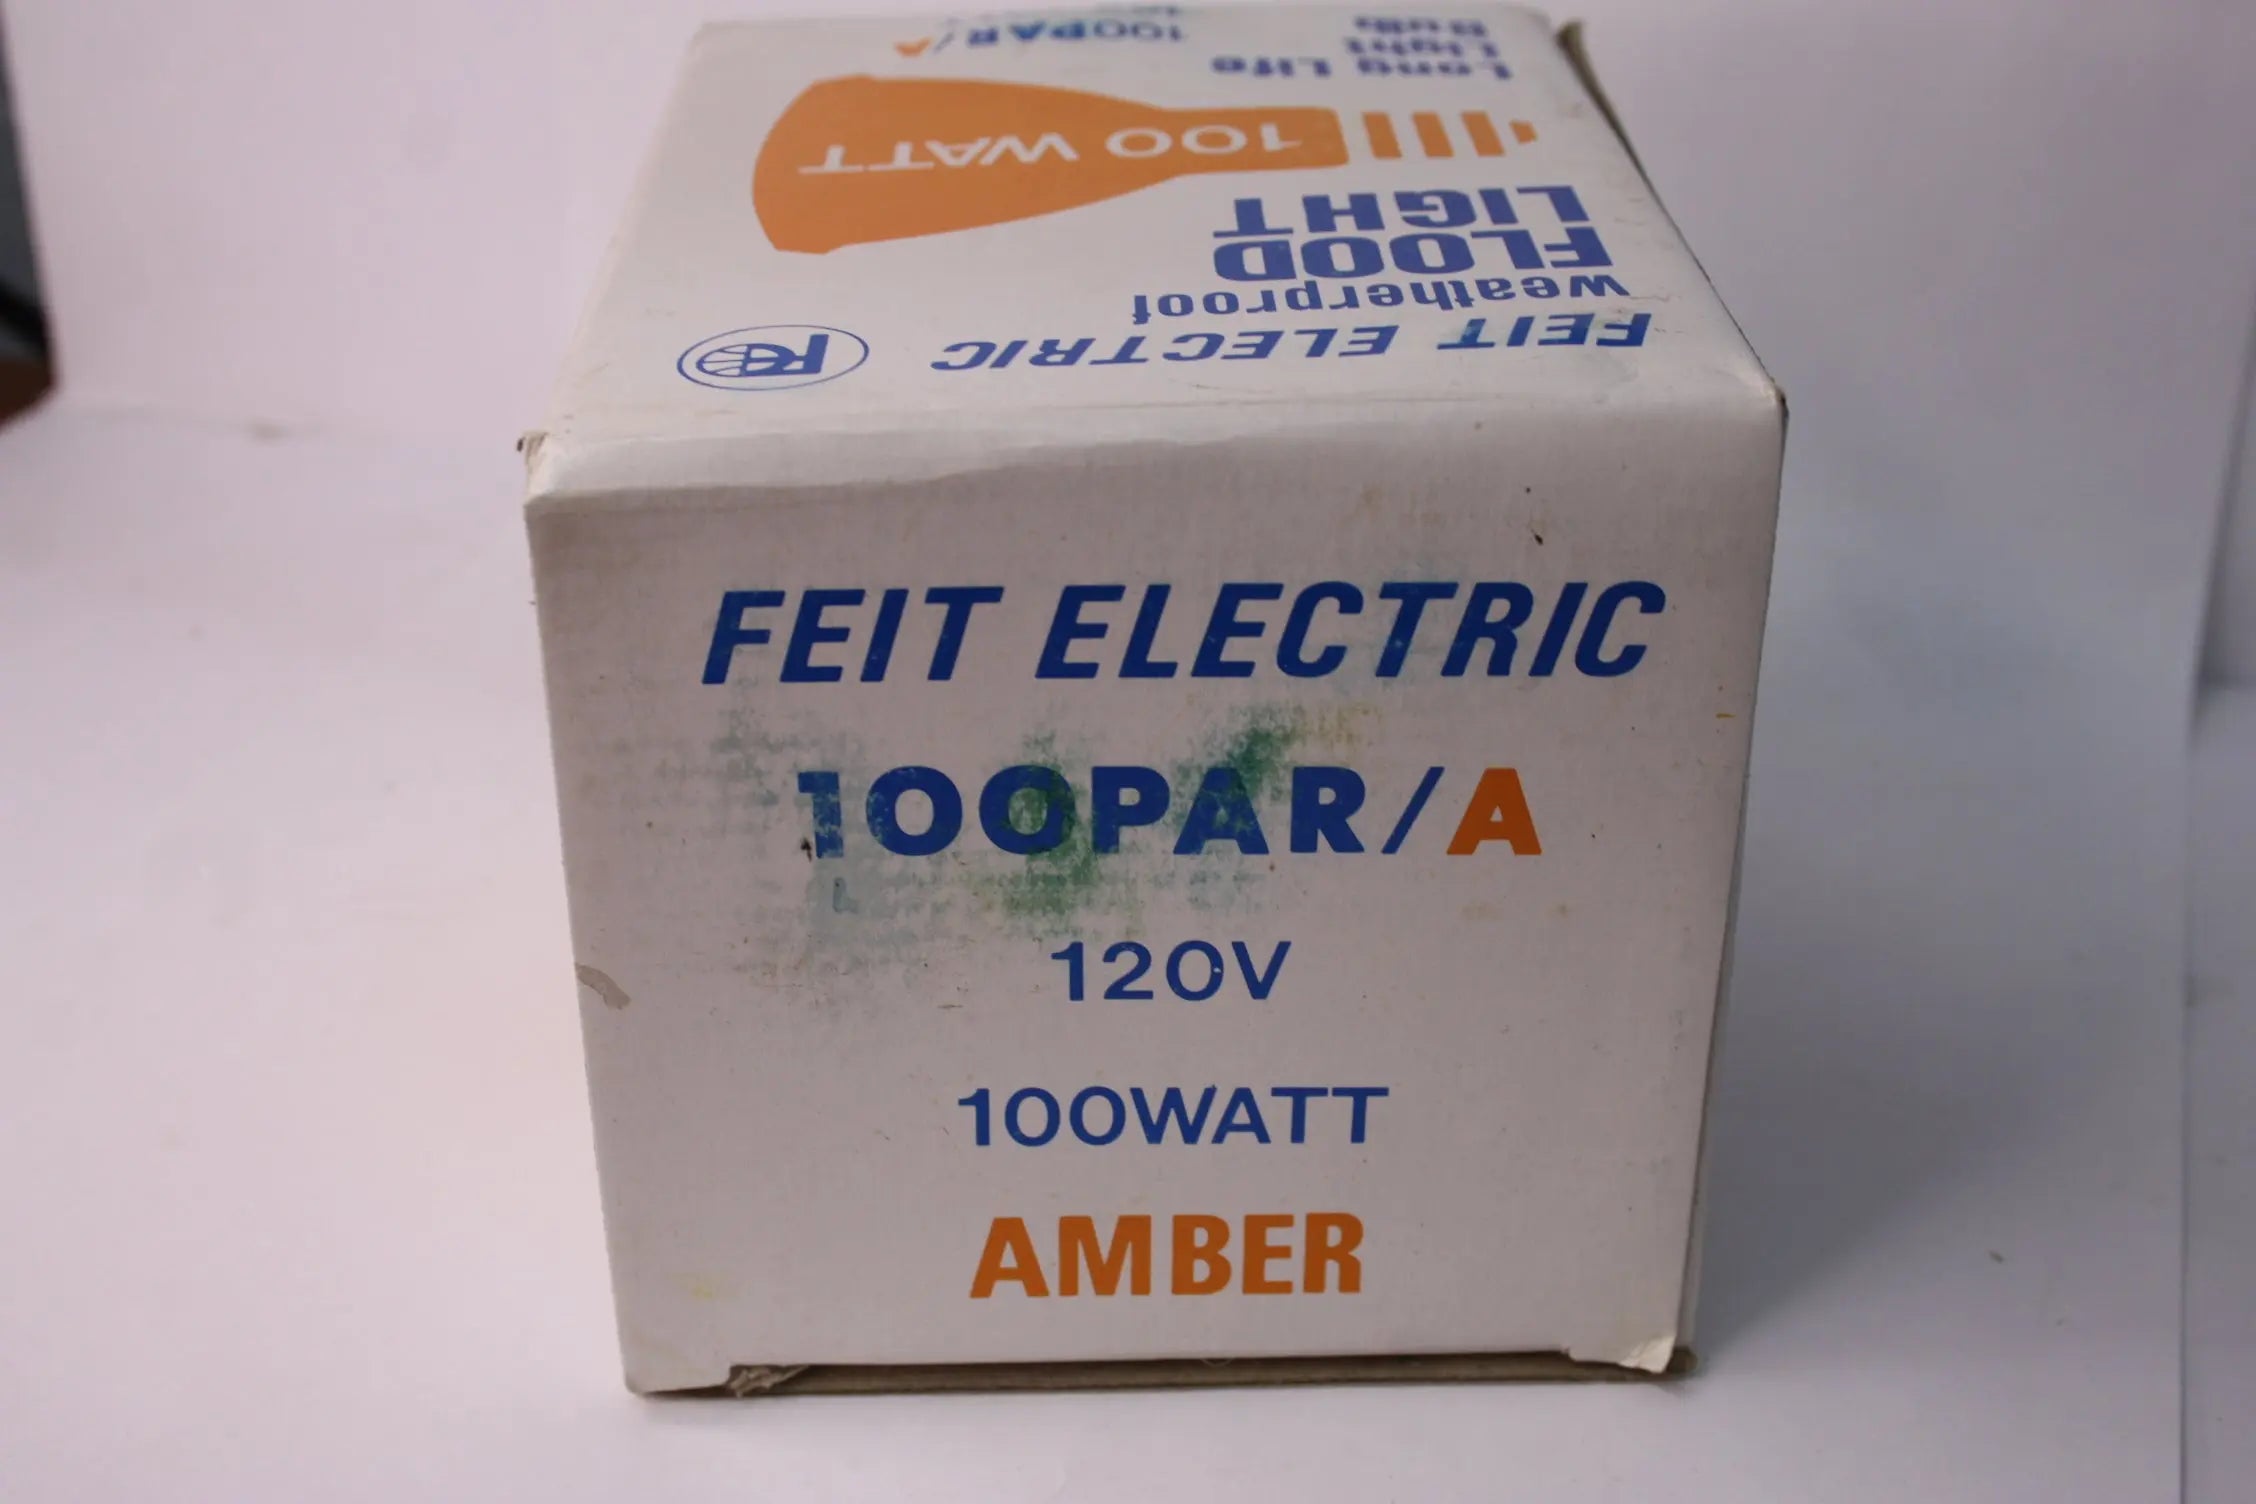 FEIT ELECTRIC
weatherproof
FLOOD
LIGHT
100 WATT
Long Life
Light
Bulb
100PAR/A
FEIT ELECTRIC
100PAR/A
120V
100WATT
AMBER